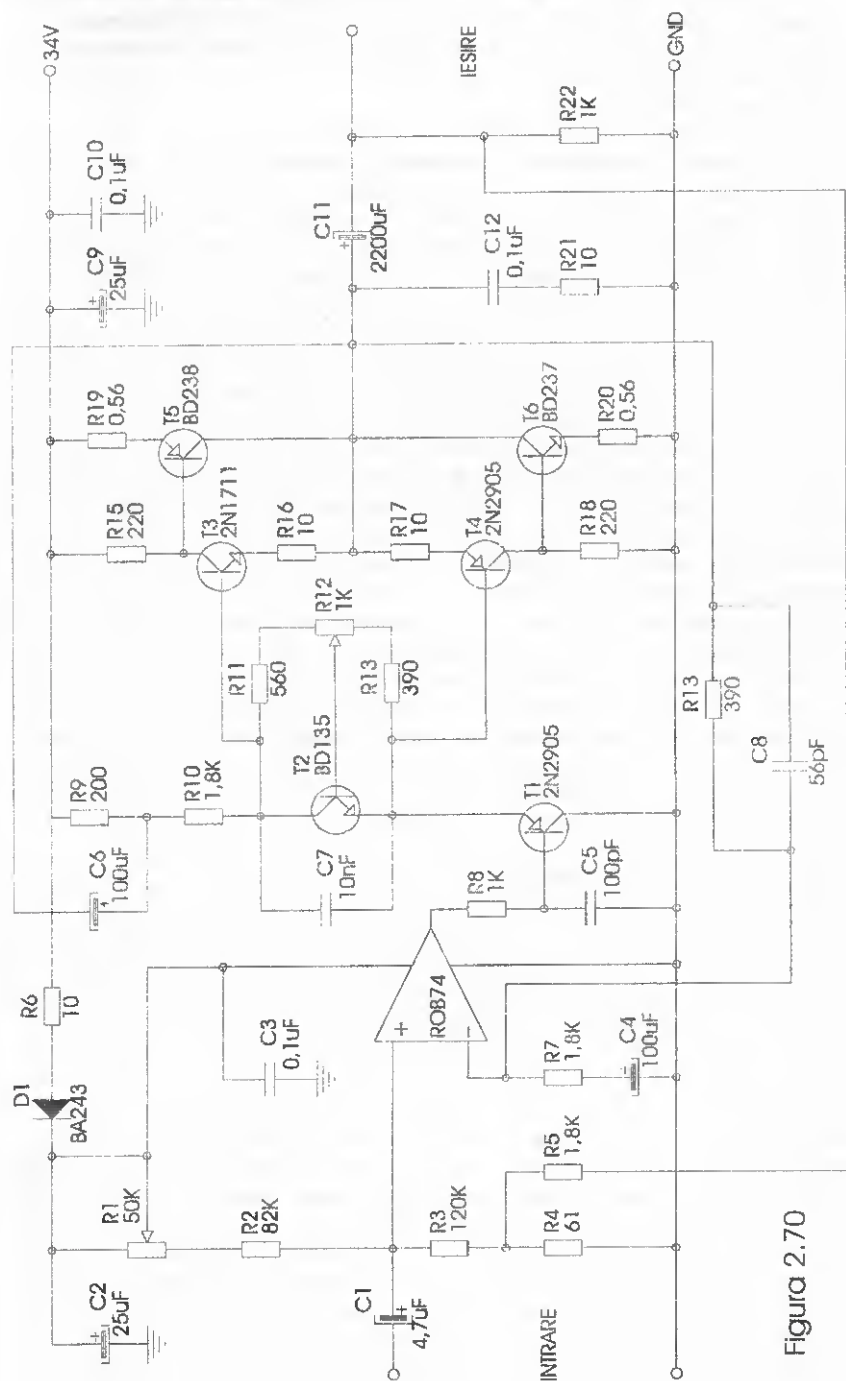 34V
C10
0,1uF
C9
25uF
R19
0,56
T5
BD238
R15
220
T3
2N1711
R16
10
R9
200
C6
100uF
R10
1,8K
R6
10
D1
BA243
R1
50K
C2
25uF
R2
82K
C3
0,1uF
C7
10nF
T2
BD135
R11
560
R12
1K
R13
390
R17
10
T4
2N2905
R18
220
T6
BD237
R20
0,56
C11
2200uF
C12
0,1uF
R21
10
R22
1K
IESIRE
GND
C1
4,7uF
INTRARE
R3
120K
R4
61
R5
1,8K
R7
1,8K
C4
100uF
+
-
ROB74
R8
1K
C5
100pF
T1
2N2905
R13
390
C8
56pF
Figura 2.70